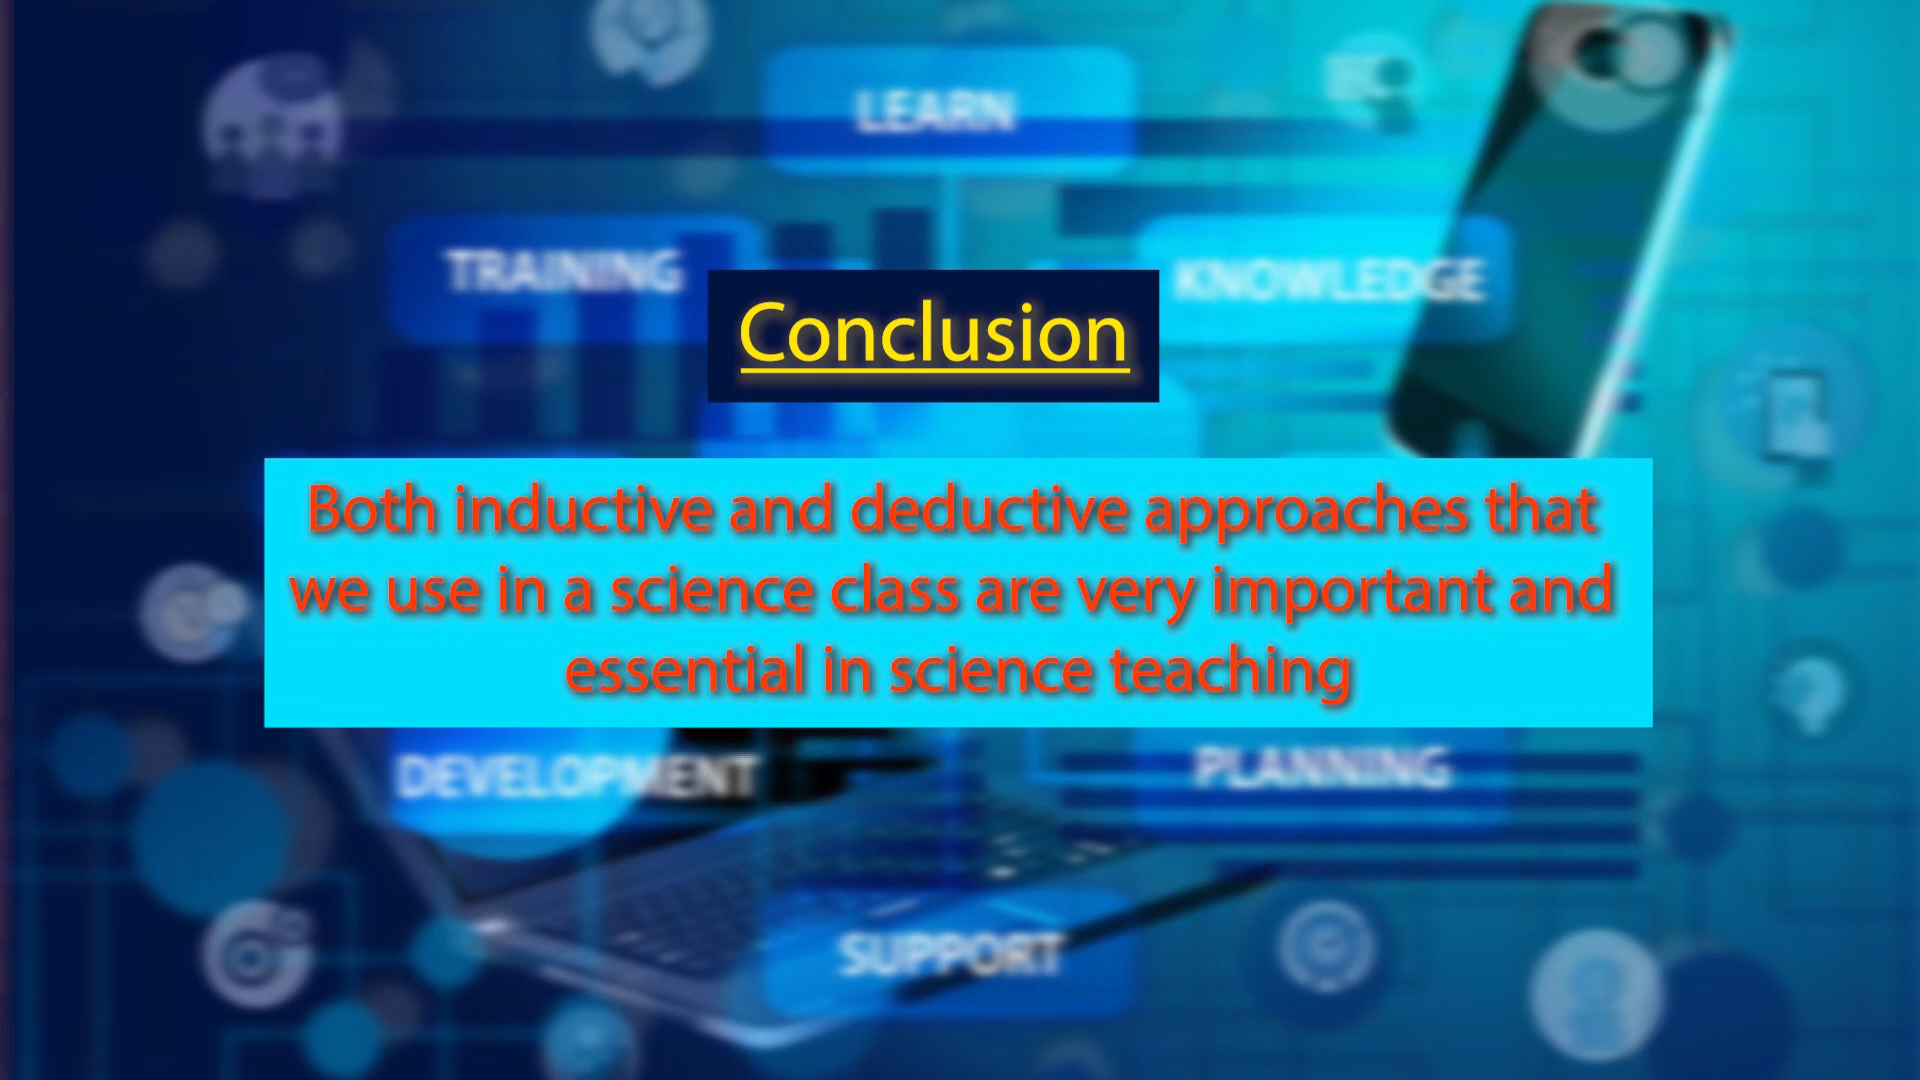 LEARN
TRAINING
KNOWLEDGE
Conclusion
Both inductive and deductive approaches that
we use in a science class are very important and
essential in science teaching
DEVELOPMENT
PLANNING
SUPPORT